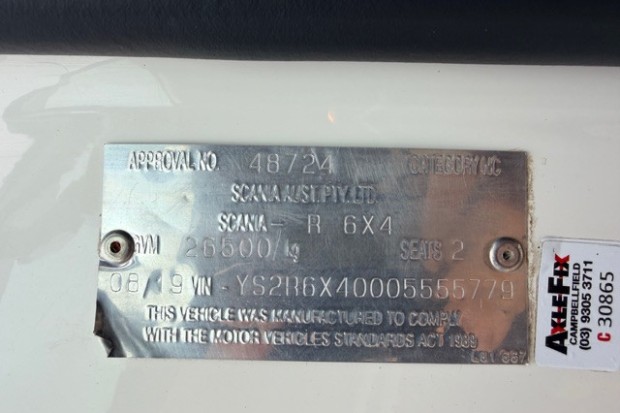 APPROVAL NO. 48724 CATEGORY NC
SCANIA AUST. PTY. LTD.
SCANIA - R 6X4
GVM 26500/kg SEATS 2
08/19 VIN - YS2R6X40005555779
THIS VEHICLE WAS MANUFACTURED TO COMPLY
WITH THE MOTOR VEHICLES STANDARDS ACT 1989
AXLEFIX
CAMPBELLFIELD
(03) 9305 3711
C 30865